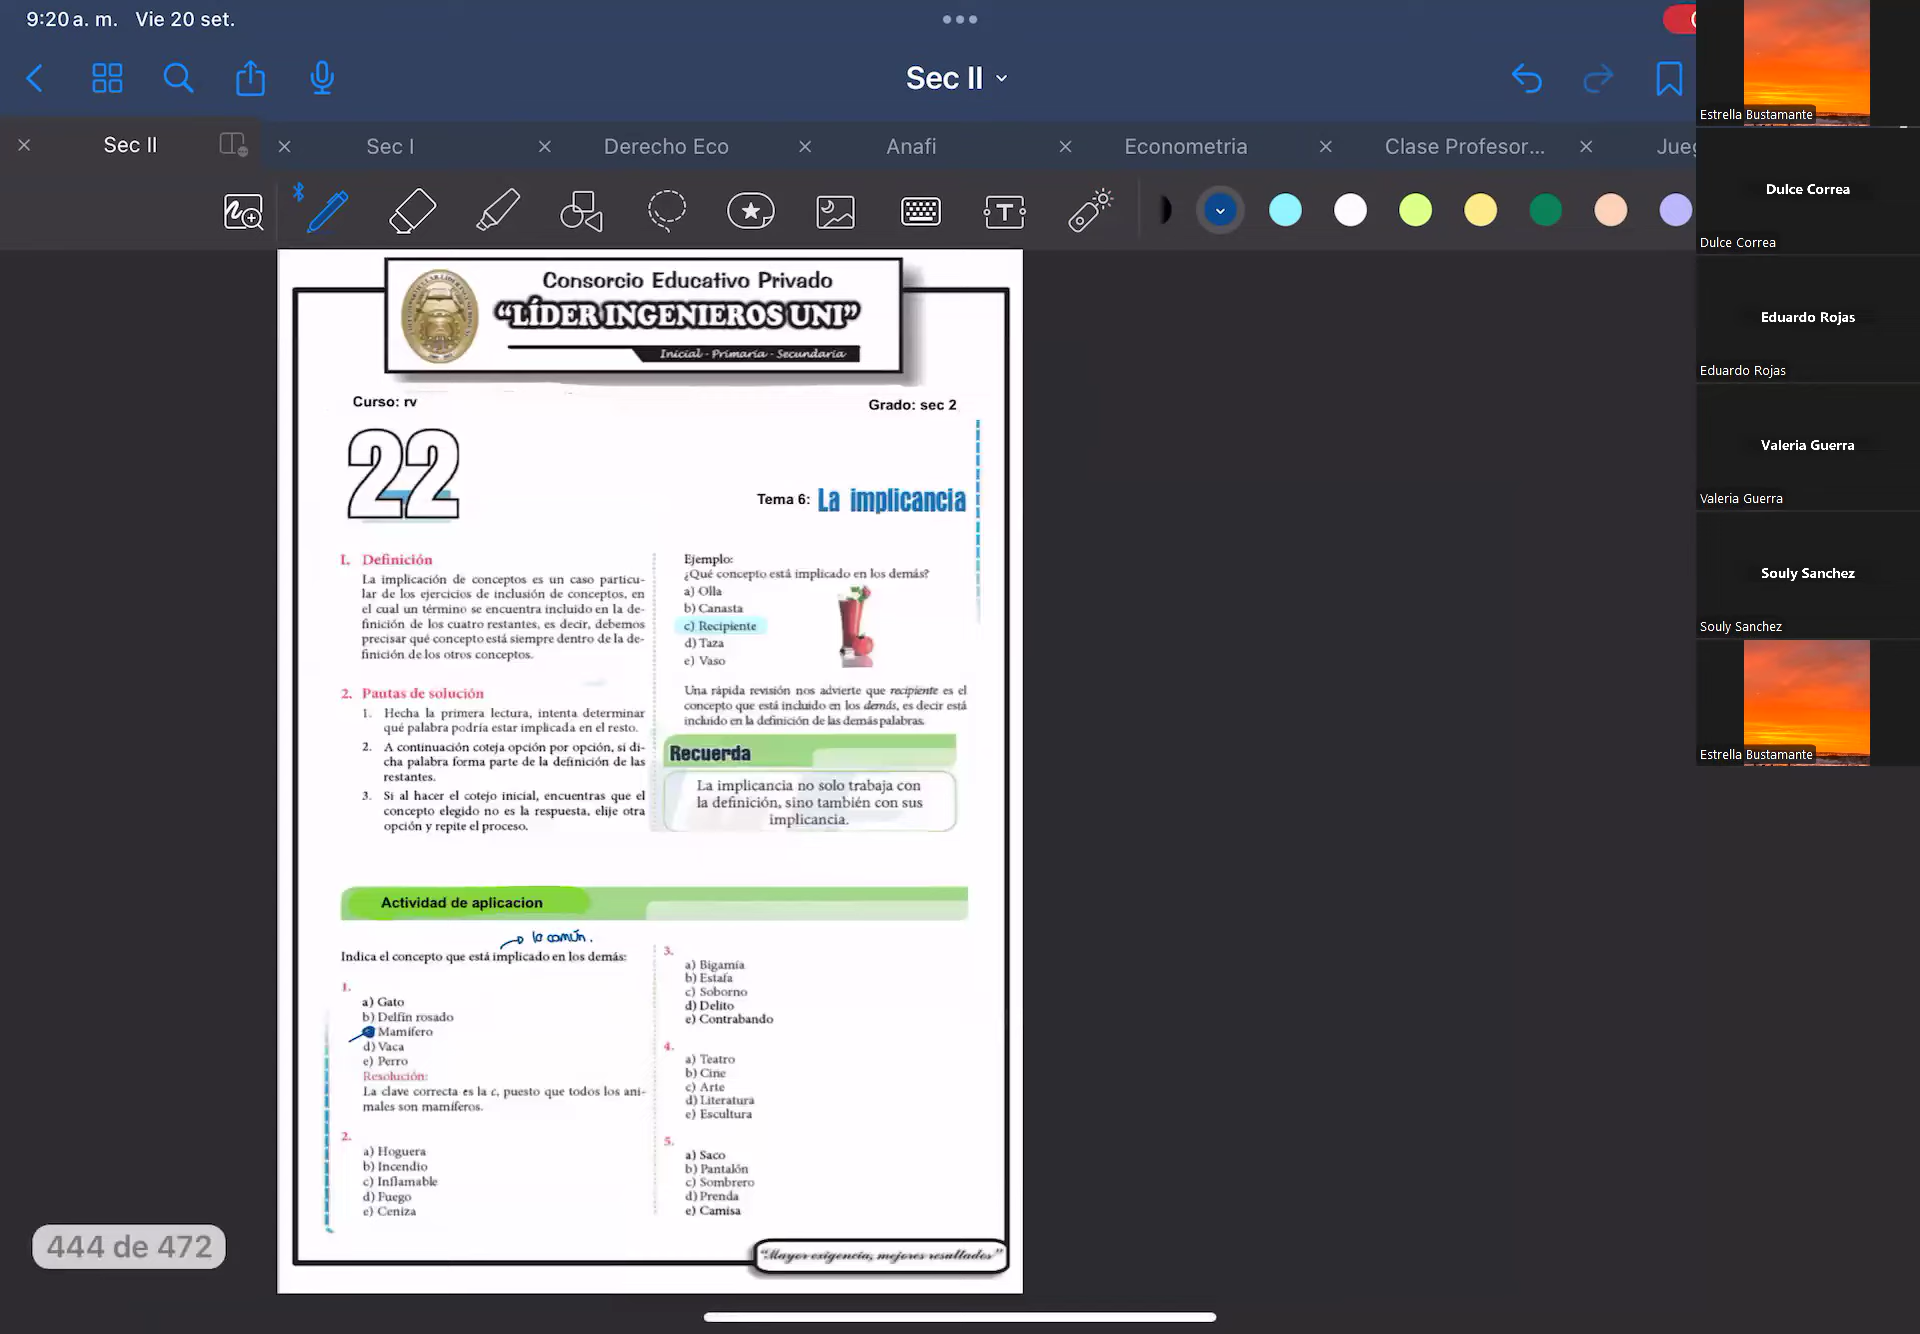 9:20 a. m. Vie 20 set.
Sec II
Sec II
Sec I
Derecho Eco
Anafi
Econometria
Clase Profesor...
Consorcio Educativo Privado
“LÍDER INGENIEROS UNI”
Inicial - Primaria - Secundaria
Curso: rv
Grado: sec 2
22
Tema 6: La implicancia
1. Definición
La implicación de conceptos es un caso particu-
lar de los ejercicios de inclusión de conceptos, en
el cual un término se encuentra incluido en la de-
finición de los cuatro restantes, es decir, debemos
precisar qué concepto está siempre dentro de la de-
finición de los otros conceptos.
2. Pautas de solución
1. Hecha la primera lectura, intenta determinar
qué palabra podría estar implicada en el resto.
2. A continuación coteja opción por opción, si di-
cha palabra forma parte de la definición de las
restantes.
3. Si al hacer el cotejo inicial, encuentras que el
concepto elegido no es la respuesta, elije otra
opción y repite el proceso.
Ejemplo:
¿Qué concepto está implicado en los demás?
a) Olla
b) Canasta
c) Recipiente
d) Taza
e) Vaso
Una rápida revisión nos advierte que recipiente es el
concepto que está incluido en los demás, es decir está
incluido en la definición de las demás palabras.
Recuerda
La implicancia no solo trabaja con
la definición, sino también con sus
implicancia.
Actividad de aplicacion
lo común.
Indica el concepto que está implicado en los demás:
1.
a) Gato
b) Delfín rosado
Mamífero
d) Vaca
e) Perro
Resolución:
La clave correcta es la c, puesto que todos los ani-
males son mamíferos.
2.
a) Hoguera
b) Incendio
c) Inflamable
d) Fuego
e) Ceniza
3.
a) Bigamia
b) Estafa
c) Soborno
d) Delito
e) Contrabando
4.
a) Teatro
b) Cine
c) Arte
d) Literatura
e) Escultura
5.
a) Saco
b) Pantalón
c) Sombrero
d) Prenda
e) Camisa
“Mayor exigencia, mejores resultados”
444 de 472
Estrella Bustamante
Dulce Correa
Dulce Correa
Eduardo Rojas
Eduardo Rojas
Valeria Guerra
Valeria Guerra
Souly Sanchez
Souly Sanchez
Estrella Bustamante